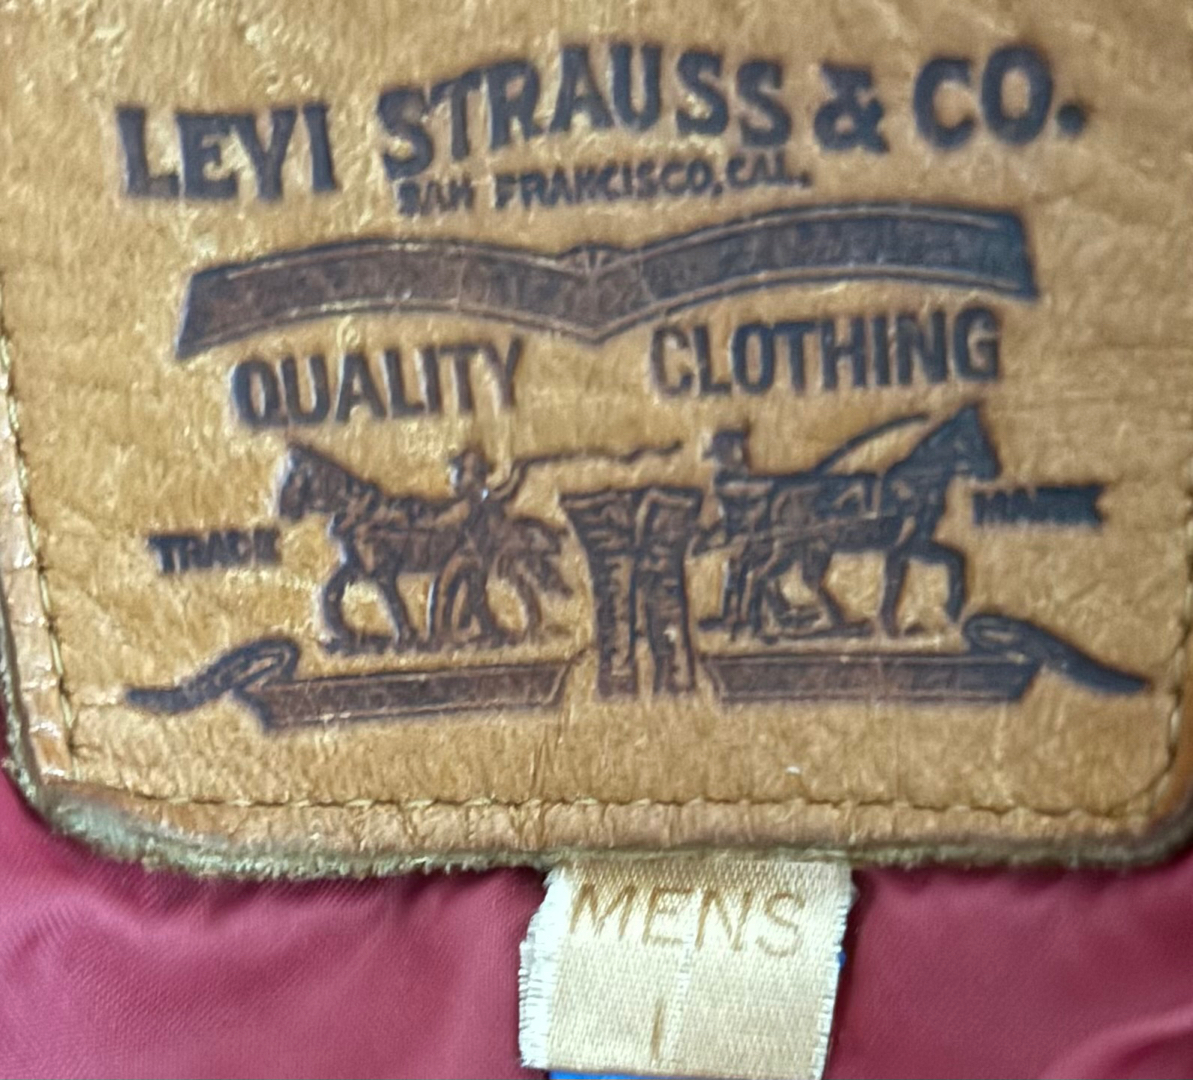 LEVI STRAUSS & CO.
SAN FRANCISCO, CAL.
QUALITY CLOTHING
TRADE MARK
MENS